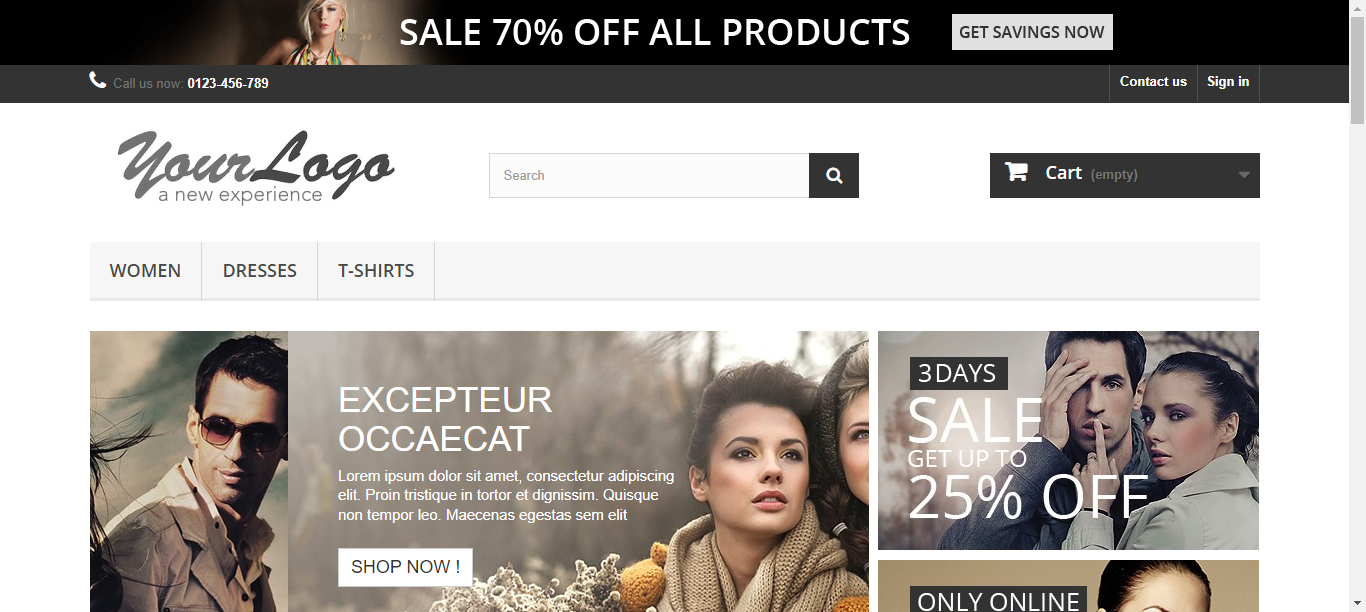 SALE 70% OFF ALL PRODUCTS
GET SAVINGS NOW
Call us now: 0123-456-789
Contact us
Sign in
YourLogo
a new experience
Search
Cart (empty)
WOMEN
DRESSES
T-SHIRTS
EXCEPTEUR
OCCAECAT
Lorem ipsum dolor sit amet, consectetur adipiscing
elit. Proin tristique in tortor et dignissim. Quisque
non tempor leo. Maecenas egestas sem elit
SHOP NOW !
3 DAYS
SALE
GET UP TO
25% OFF
ONLY ONLINE